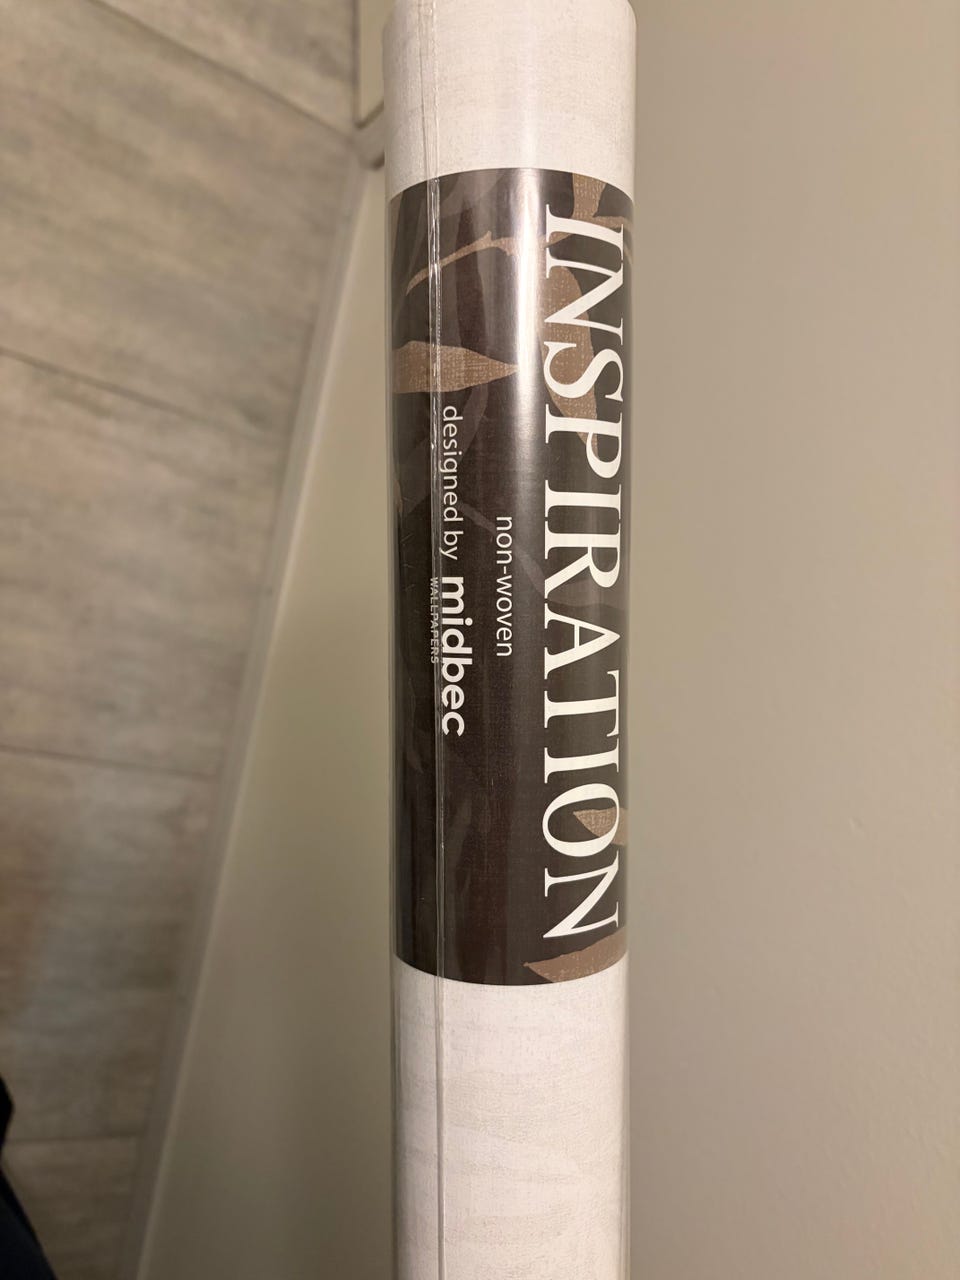 INSPIRATION
non-woven
designed by midbec
WALLPAPERS